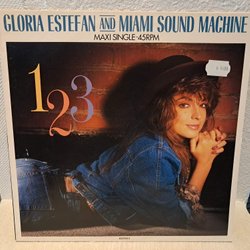 GLORIA ESTEFAN AND MIAMI SOUND MACHINE
MAXI SINGLE·45RPM
1 2 3